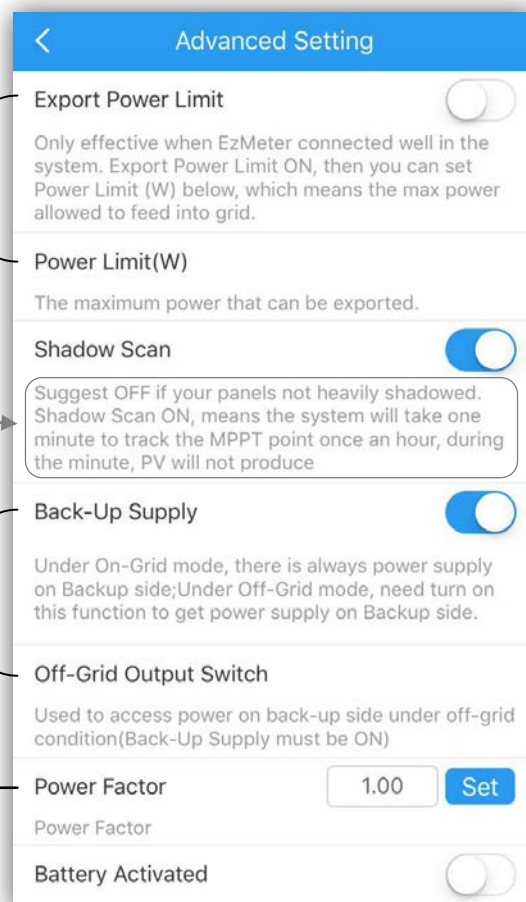 Advanced Setting
Export Power Limit
Only effective when EzMeter connected well in the
system. Export Power Limit ON, then you can set
Power Limit (W) below, which means the max power
allowed to feed into grid.
Power Limit(W)
The maximum power that can be exported.
Shadow Scan
Suggest OFF if your panels not heavily shadowed.
Shadow Scan ON, means the system will take one
minute to track the MPPT point once an hour, during
the minute, PV will not produce
Back-Up Supply
Under On-Grid mode, there is always power supply
on Backup side;Under Off-Grid mode, need turn on
this function to get power supply on Backup side.
Off-Grid Output Switch
Used to access power on back-up side under off-grid
condition(Back-Up Supply must be ON)
Power Factor 1.00 Set
Power Factor
Battery Activated